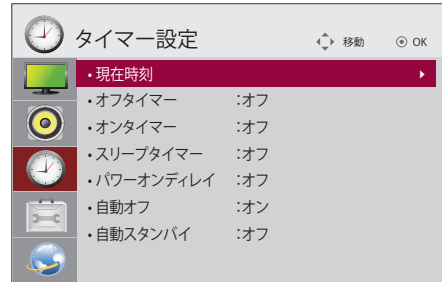 タイマー設定 移動 OK
・現在時刻
・オフタイマー :オフ
・オンタイマー :オフ
・スリープタイマー :オフ
・パワーオンディレイ :オフ
・自動オフ :オン
・自動スタンバイ :オフ